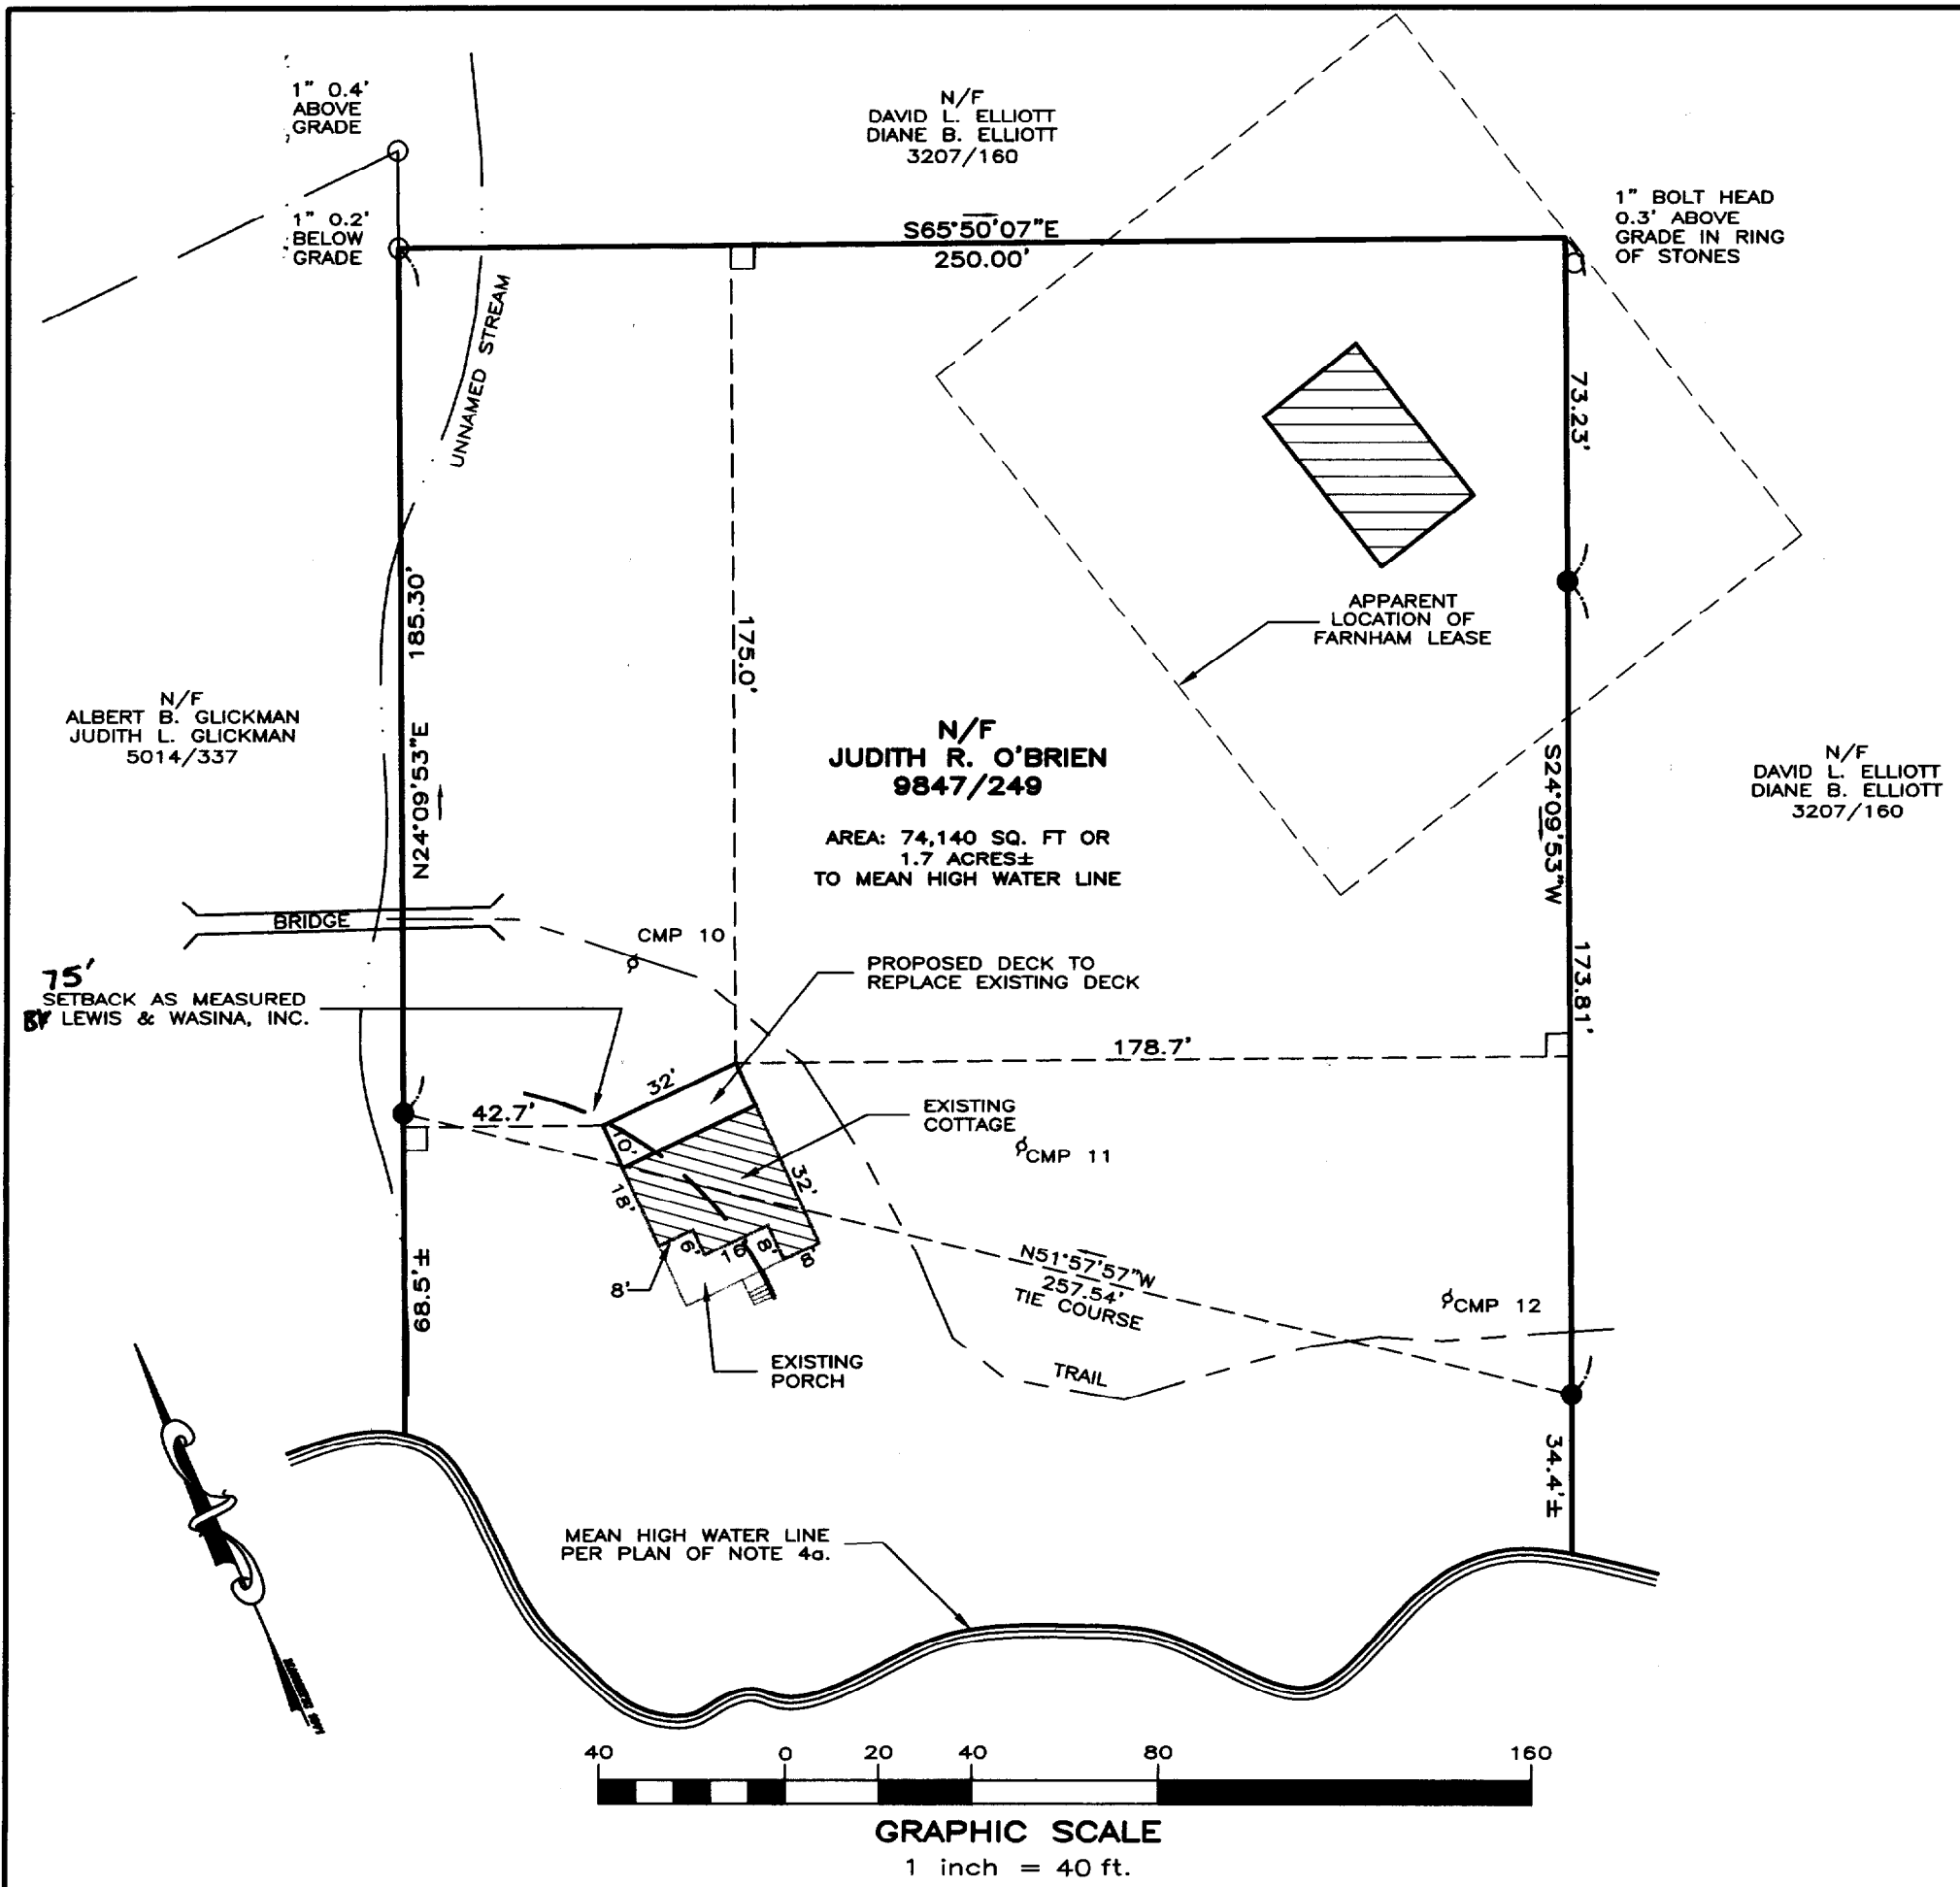 1" 0.4'
ABOVE
GRADE
N/F
DAVID L. ELLIOTT
DIANE B. ELLIOTT
3207/160
1" 0.2'
BELOW
GRADE
S65°50'07"E
250.00'
1" BOLT HEAD
0.3' ABOVE
GRADE IN RING
OF STONES
UNNAMED STREAM
73.23'
185.30'
175.0'
APPARENT
LOCATION OF
FARNHAM LEASE
N/F
ALBERT B. GLICKMAN
JUDITH L. GLICKMAN
5014/337
N24°09'53"E
N/F
JUDITH R. O'BRIEN
9847/249
AREA: 74,140 SQ. FT OR
1.7 ACRES±
TO MEAN HIGH WATER LINE
S24°09'53"W
N/F
DAVID L. ELLIOTT
DIANE B. ELLIOTT
3207/160
BRIDGE
CMP 10
PROPOSED DECK TO
REPLACE EXISTING DECK
173.81'
75'
SETBACK AS MEASURED
BY LEWIS & WASINA, INC.
178.7'
32'
42.7'
10'
EXISTING
COTTAGE
CMP 11
18'
32'
6'
16'
8'
8'
8'
68.5'±
N51°57'57"W
257.54'
TIE COURSE
CMP 12
EXISTING
PORCH
TRAIL
34.4'±
MEAN HIGH WATER LINE
PER PLAN OF NOTE 4a.
40 0 20 40 80 160
GRAPHIC SCALE
1 inch = 40 ft.